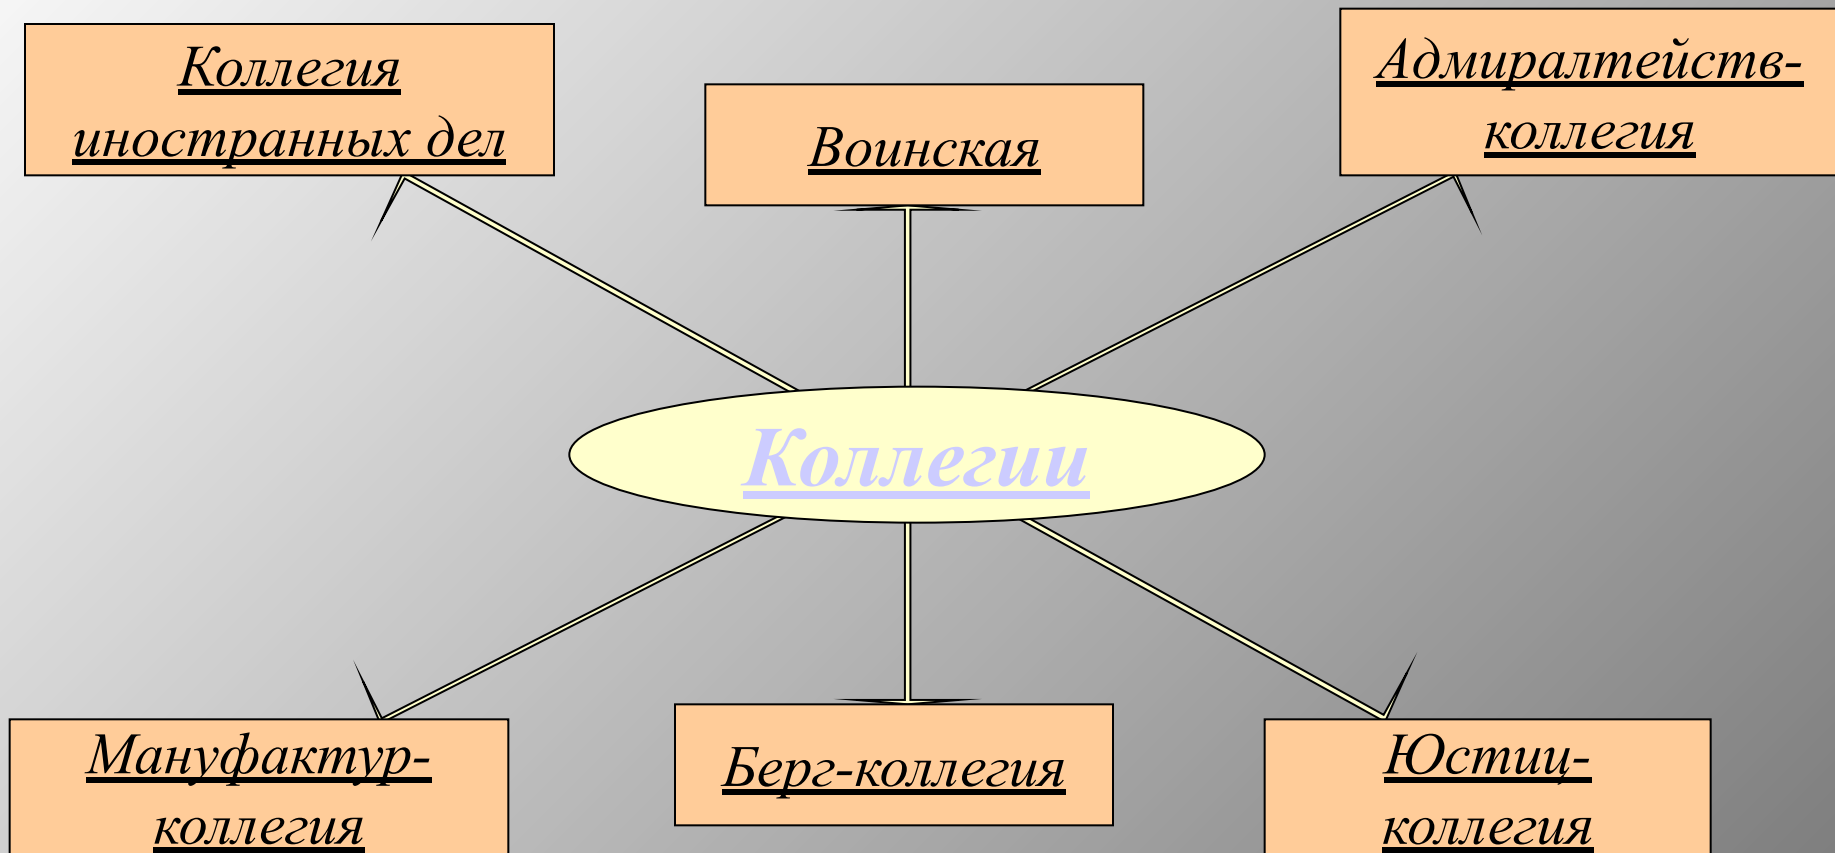 Коллегия
иностранных дел
Воинская
Адмиралтейств-
коллегия
Коллегии
Мануфактур-
коллегия
Берг-коллегия
Юстиц-
коллегия